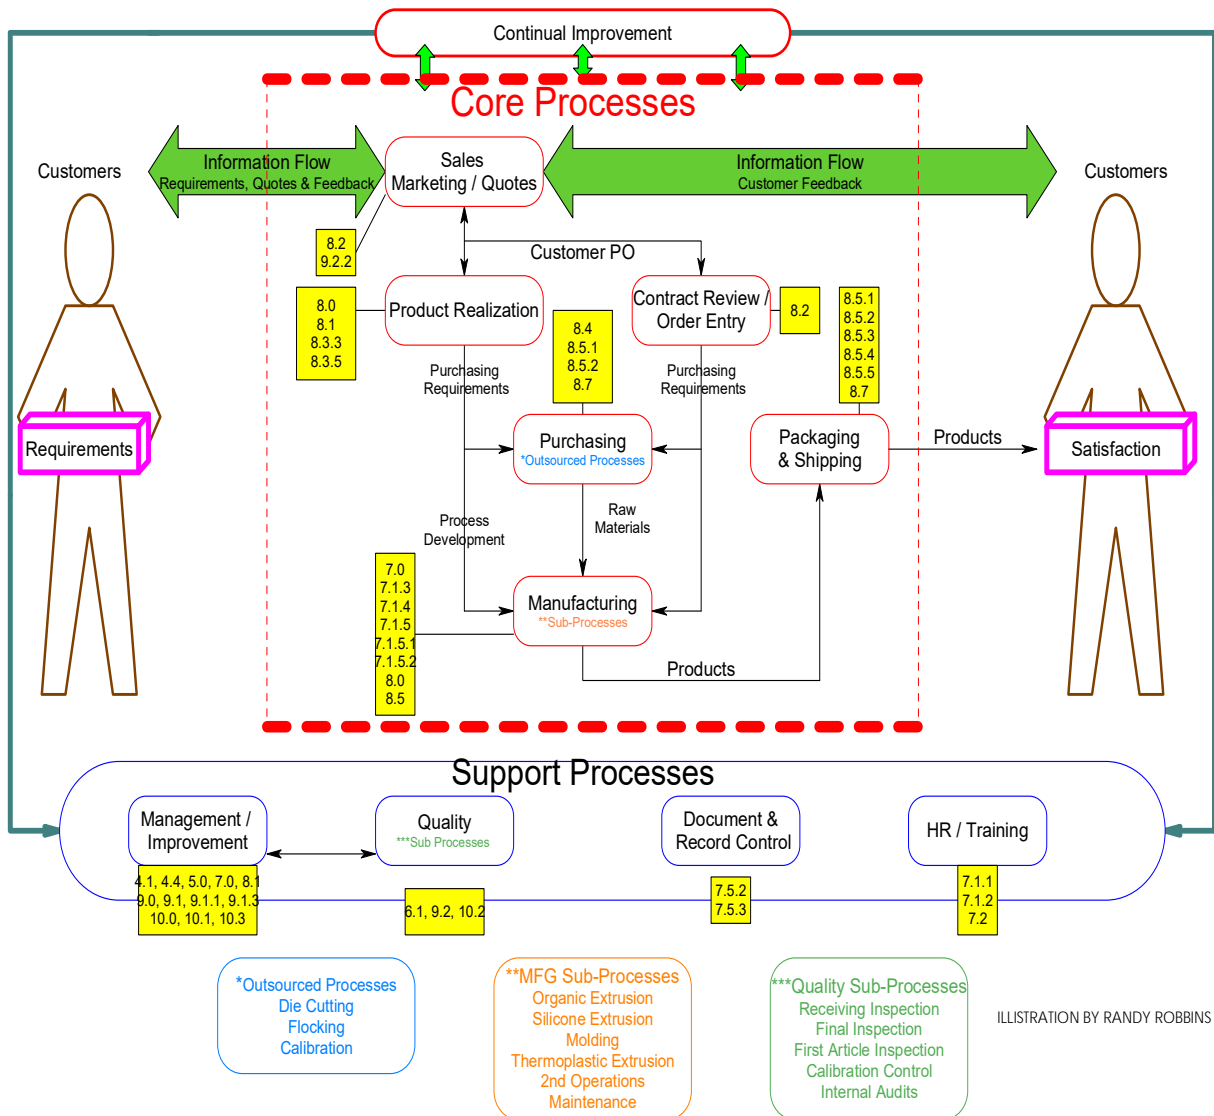 Continual Improvement
Core Processes
Customers
Information Flow
Requirements, Quotes & Feedback
Sales
Marketing / Quotes
Information Flow
Customer Feedback
Customers
8.2
9.2.2
Customer PO
8.0
8.1
8.3.3
8.3.5
Product Realization
8.4
8.5.1
8.5.2
8.7
Contract Review /
Order Entry
8.2
8.5.1
8.5.2
8.5.3
8.5.4
8.5.5
8.7
Purchasing
Requirements
Purchasing
Requirements
Requirements
Purchasing
*Outsourced Processes
Packaging
& Shipping
Products
Satisfaction
Process
Development
Raw
Materials
7.0
7.1.3
7.1.4
7.1.5
7.1.5.1
7.1.5.2
8.0
8.5
Manufacturing
**Sub-Processes
Products
Support Processes
Management /
Improvement
Quality
***Sub Processes
Document &
Record Control
HR / Training
4.1, 4.4, 5.0, 7.0, 8.1
9.0, 9.1, 9.1.1, 9.1.3
10.0, 10.1, 10.3
6.1, 9.2, 10.2
7.5.2
7.5.3
7.1.1
7.1.2
7.2
*Outsourced Processes
Die Cutting
Flocking
Calibration
**MFG Sub-Processes
Organic Extrusion
Silicone Extrusion
Molding
Thermoplastic Extrusion
2nd Operations
Maintenance
***Quality Sub-Processes
Receiving Inspection
Final Inspection
First Article Inspection
Calibration Control
Internal Audits
ILLISTRATION BY RANDY ROBBINS